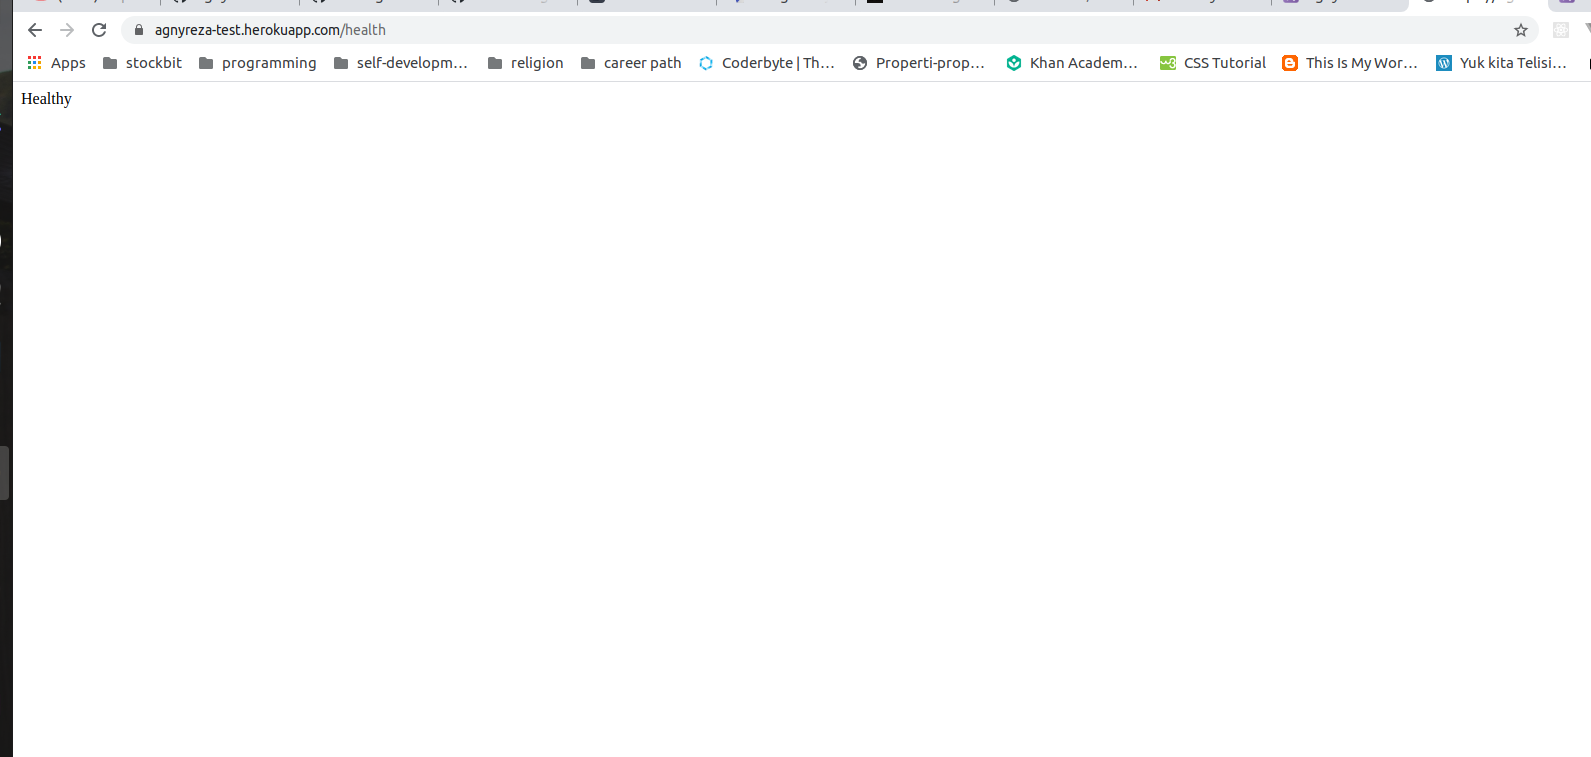 agnyreza-test.herokuapp.com/health
Apps stockbit programming self-developm... religion career path Coderbyte | Th... Properti-prop... Khan Academ... CSS Tutorial This Is My Wor... Yuk kita Telisi...
Healthy